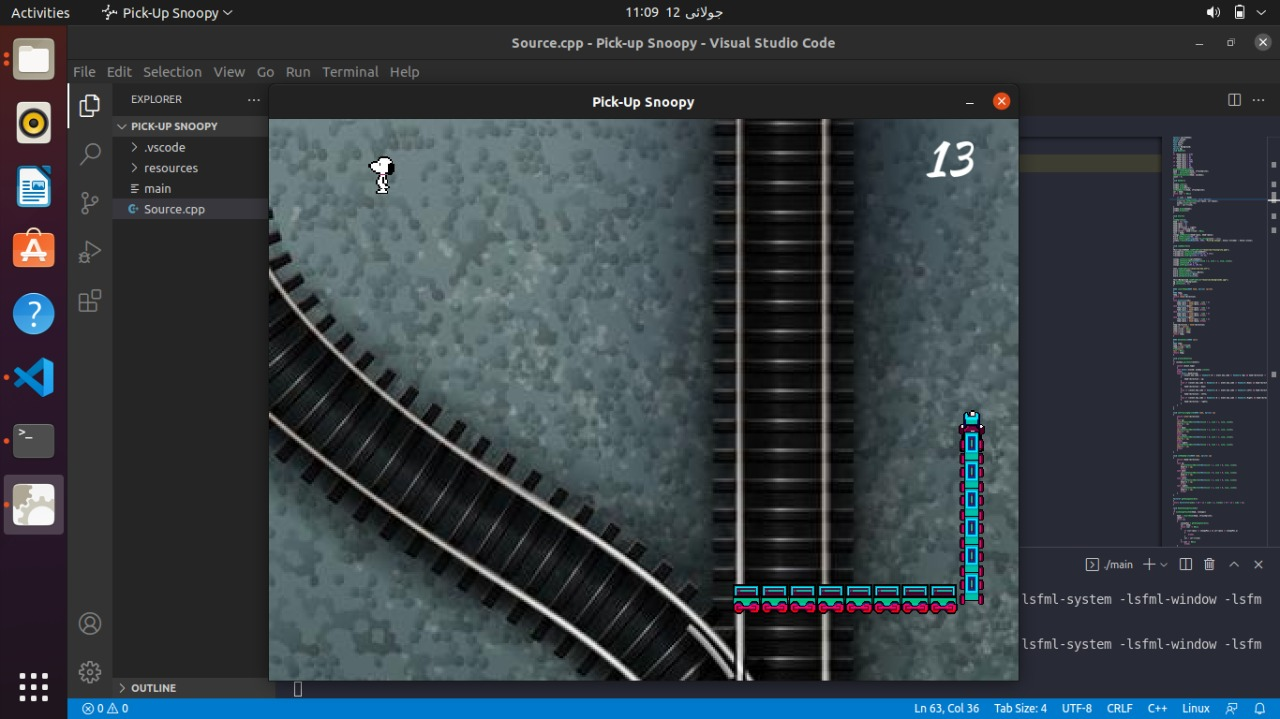 Activities Pick-Up Snoopy 11:09 جولائی 12
Source.cpp - Pick-up Snoopy - Visual Studio Code
File Edit Selection View Go Run Terminal Help
EXPLORER
Pick-Up Snoopy
PICK-UP SNOOPY
.vscode
resources
main
Source.cpp
13
./main
lsfml-system -lsfml-window -lsfm
lsfml-system -lsfml-window -lsfm
OUTLINE
0 0 Ln 63, Col 36 Tab Size: 4 UTF-8 CRLF C++ Linux